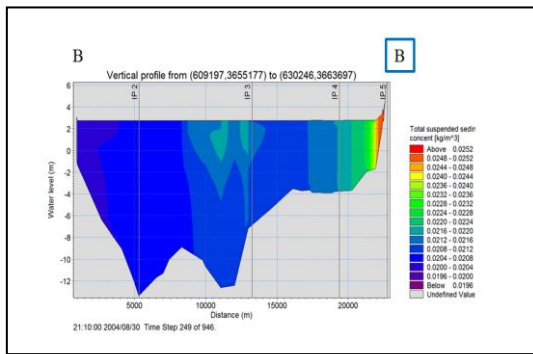 B B
Vertical profile from (609197,3655177) to (630246,3663697)
IP 2 IP 3 IP 4 IP 5
6
4
2
0
-2
-4
-6
-8
-10
-12
Water level (m)
5000 10000 15000 20000
Distance (m)
Total suspended sedin
concent [kg/m^3]
Above 0.0252
0.0248 - 0.0252
0.0244 - 0.0248
0.0240 - 0.0244
0.0236 - 0.0240
0.0232 - 0.0236
0.0228 - 0.0232
0.0224 - 0.0228
0.0220 - 0.0224
0.0216 - 0.0220
0.0212 - 0.0216
0.0208 - 0.0212
0.0204 - 0.0208
0.0200 - 0.0204
0.0196 - 0.0200
Below 0.0196
Undefined Value
21:10:00 2004/08/30 Time Step 249 of 946.